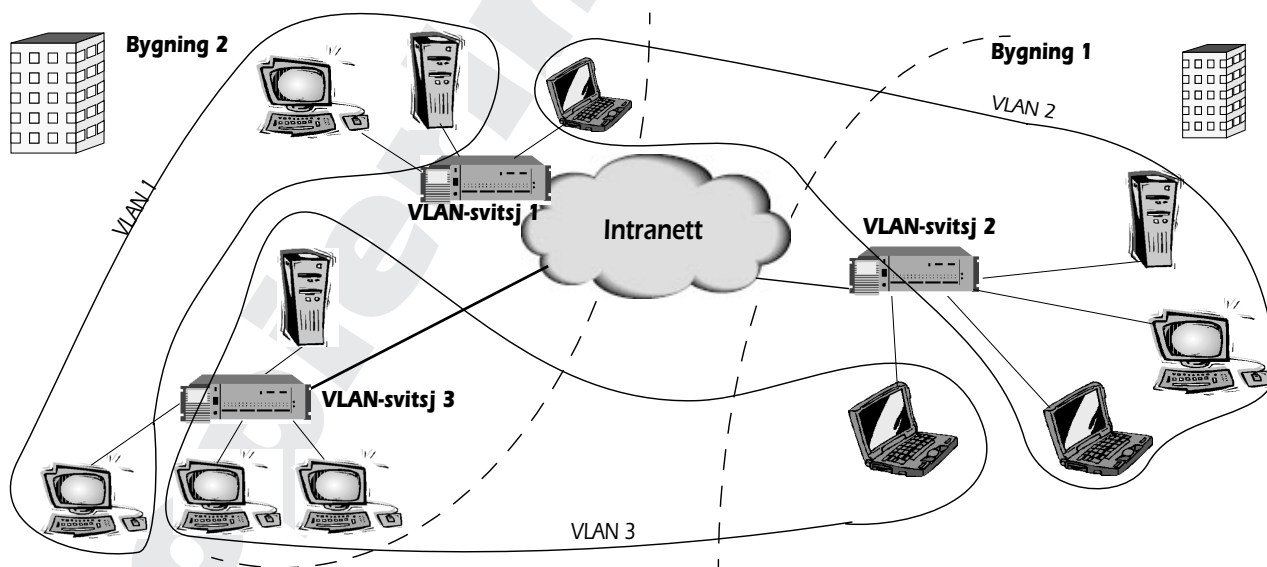 Bygning 2
Bygning 1
VLAN 2
VLAN 1
VLAN-svitsj 1
Intranett
VLAN-svitsj 2
VLAN-svitsj 3
VLAN 3